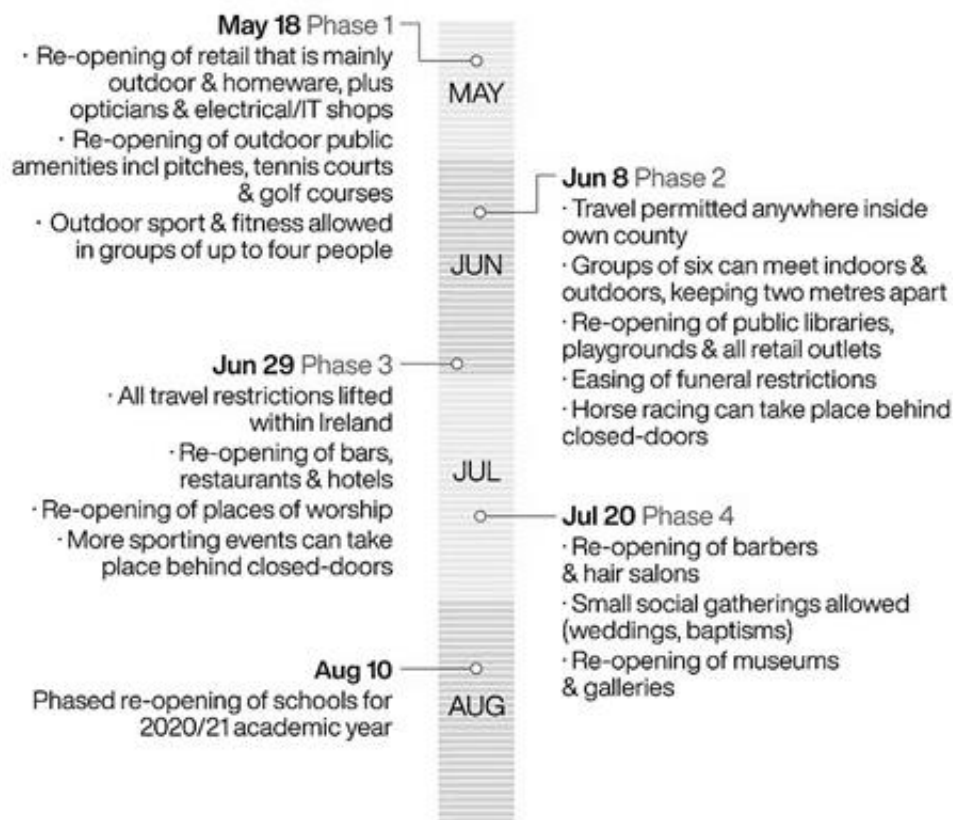 May 18 Phase 1
· Re-opening of retail that is mainly
outdoor & homeware, plus
opticians & electrical/IT shops
· Re-opening of outdoor public
amenities incl pitches, tennis courts
& golf courses
· Outdoor sport & fitness allowed
in groups of up to four people
MAY
Jun 8 Phase 2
· Travel permitted anywhere inside
own county
· Groups of six can meet indoors &
outdoors, keeping two metres apart
· Re-opening of public libraries,
playgrounds & all retail outlets
· Easing of funeral restrictions
· Horse racing can take place behind
closed-doors
JUN
Jun 29 Phase 3
· All travel restrictions lifted
within Ireland
· Re-opening of bars,
restaurants & hotels
· Re-opening of places of worship
· More sporting events can take
place behind closed-doors
JUL
Jul 20 Phase 4
· Re-opening of barbers
& hair salons
· Small social gatherings allowed
(weddings, baptisms)
· Re-opening of museums
& galleries
Aug 10
Phased re-opening of schools for
2020/21 academic year
AUG